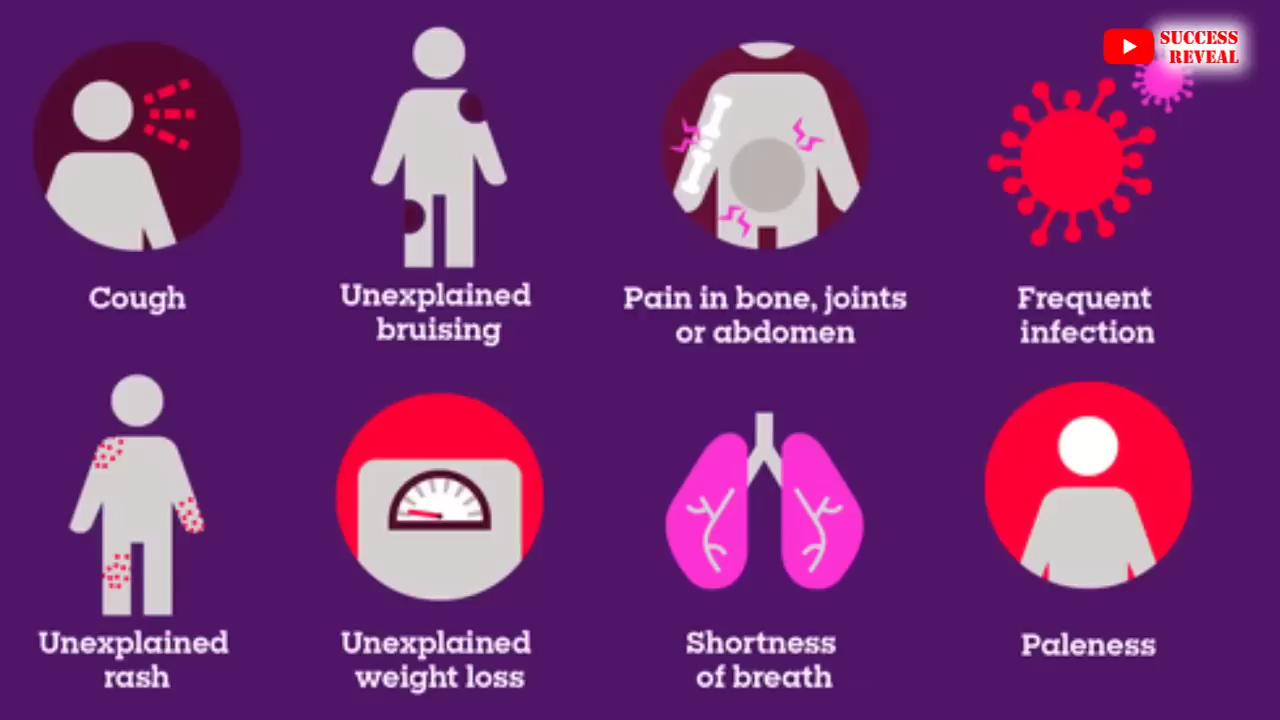 SUCCESS
REVEAL
Cough
Unexplained
bruising
Pain in bone, joints
or abdomen
Frequent
infection
Unexplained
rash
Unexplained
weight loss
Shortness
of breath
Paleness